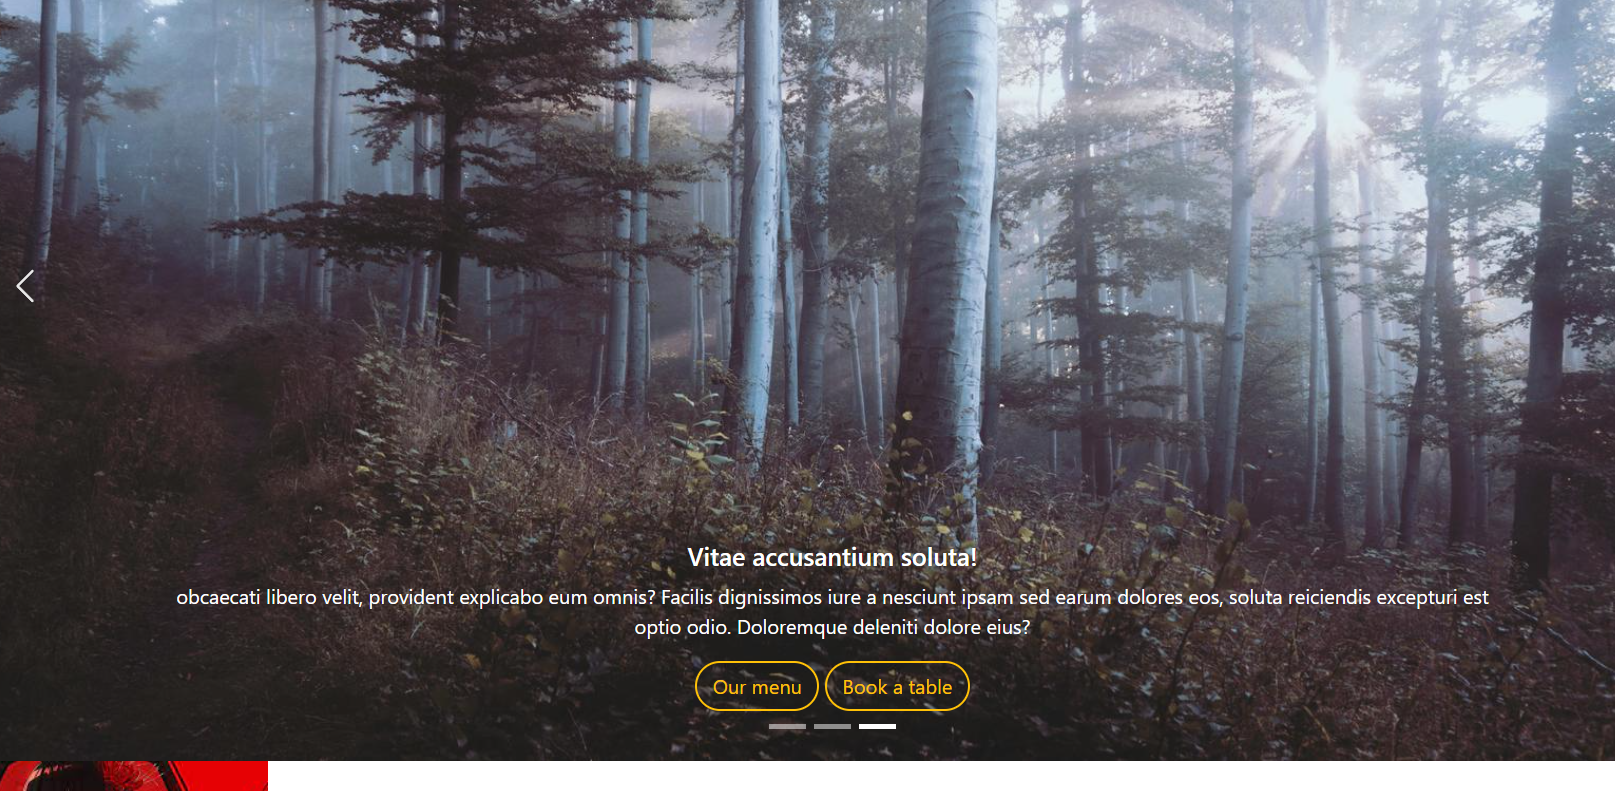 Vitae accusantium soluta!
obcaecati libero velit, provident explicabo eum omnis? Facilis dignissimos iure a nesciunt ipsam sed earum dolores eos, soluta reiciendis excepturi est
optio odio. Doloremque deleniti dolore eius?
Our menu Book a table